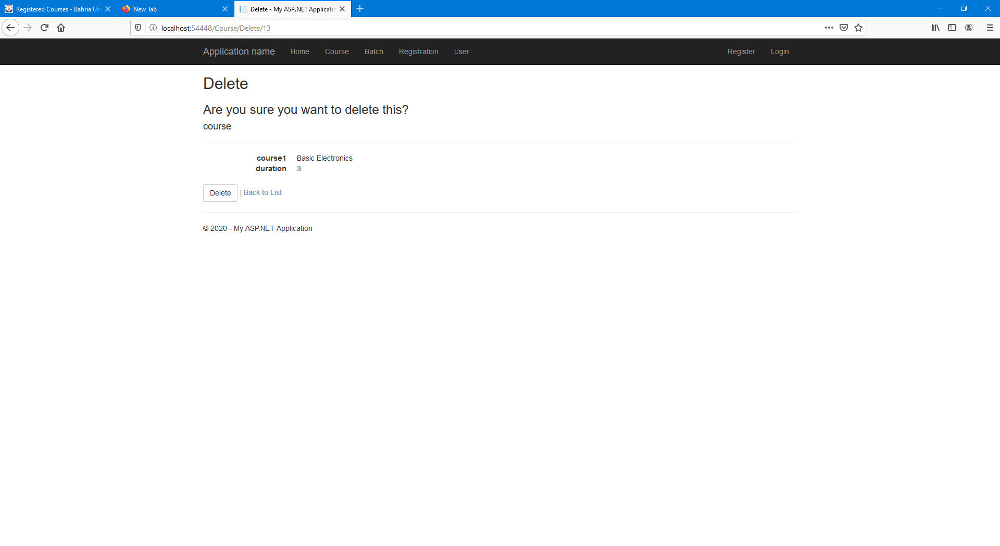 Registered Courses - Bahria Un
New Tab
Delete - My ASP.NET Applicatio
localhost:54448/Course/Delete/13
Application name Home Course Batch Registration User Register Login
Delete
Are you sure you want to delete this?
course
course1 Basic Electronics
duration 3
Delete | Back to List
© 2020 - My ASP.NET Application